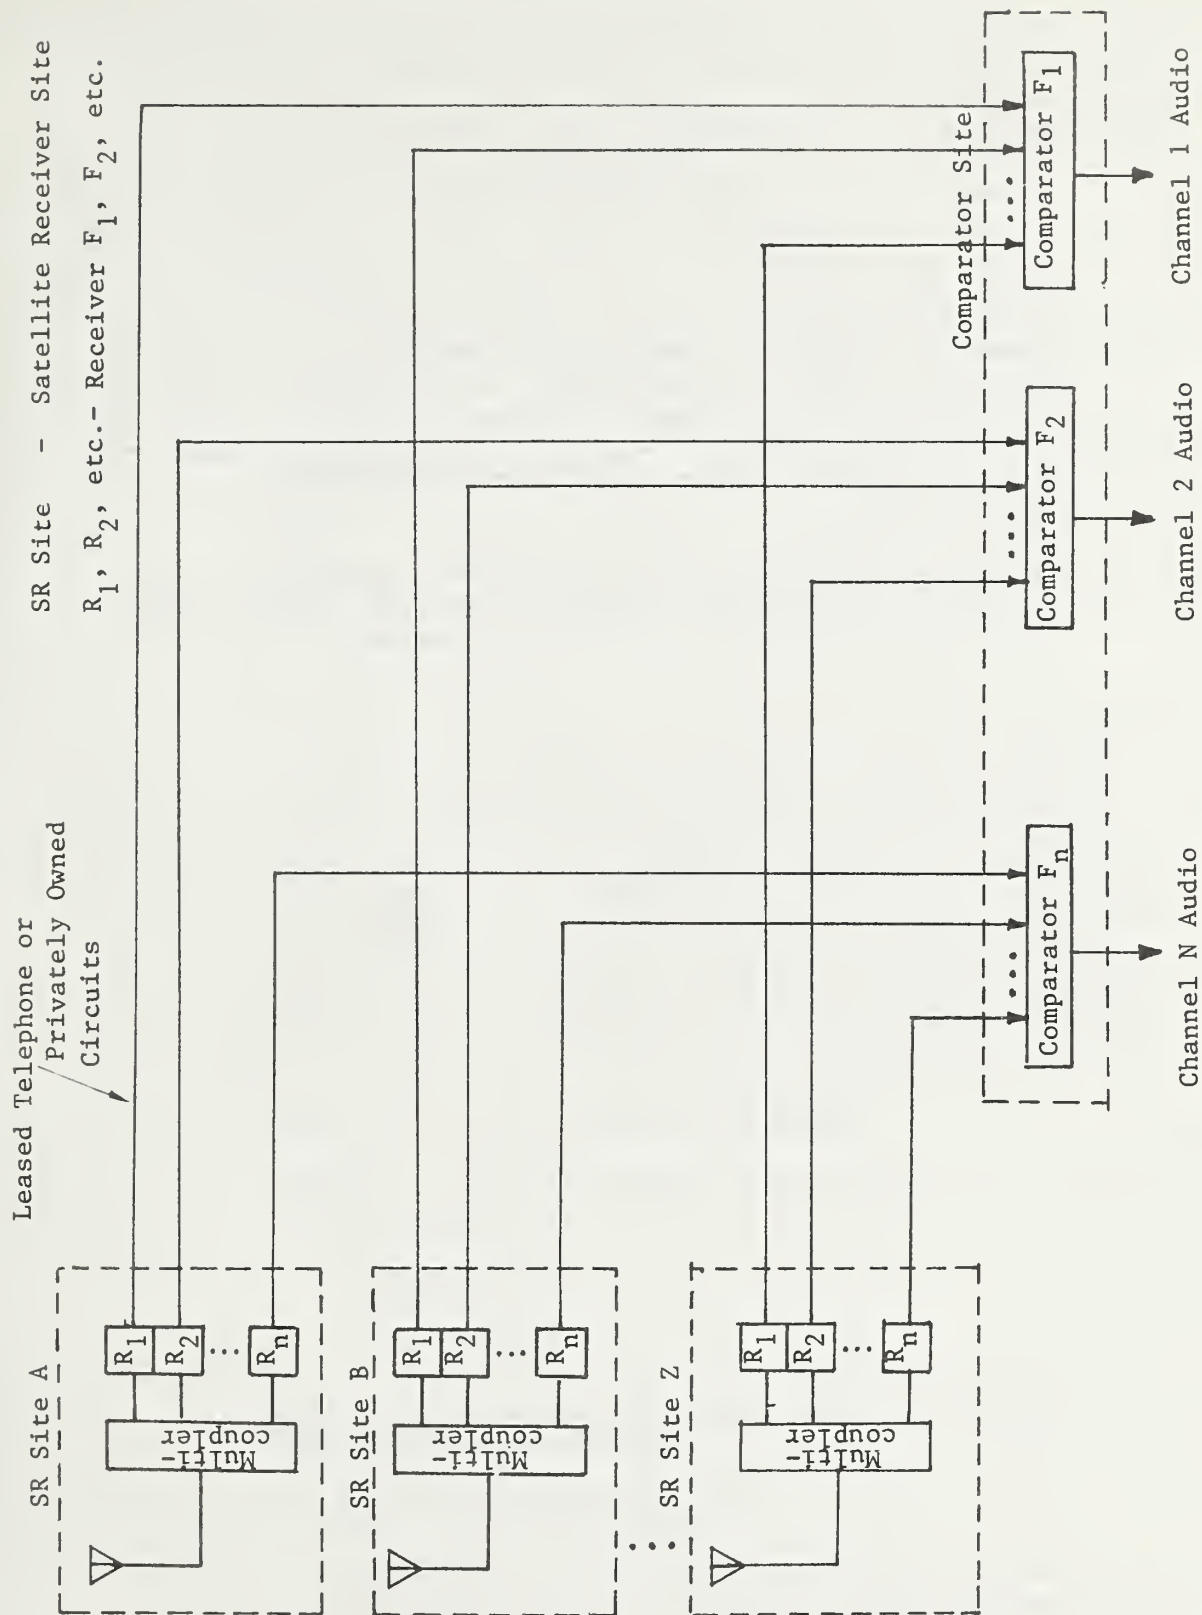 SR Site - Satellite Receiver Site
R1, R2, etc.- Receiver F1, F2, etc.
Leased Telephone or
Privately Owned
Circuits
SR Site A
Multi-
coupler
R1
R2
...
Rn
SR Site B
Multi-
coupler
R1
R2
...
Rn
...
SR Site Z
Multi-
coupler
R1
R2
...
Rn
Comparator Site
....
Comparator Fn
....
Comparator F2
....
Comparator F1
Channel N Audio
Channel 2 Audio
Channel 1 Audio